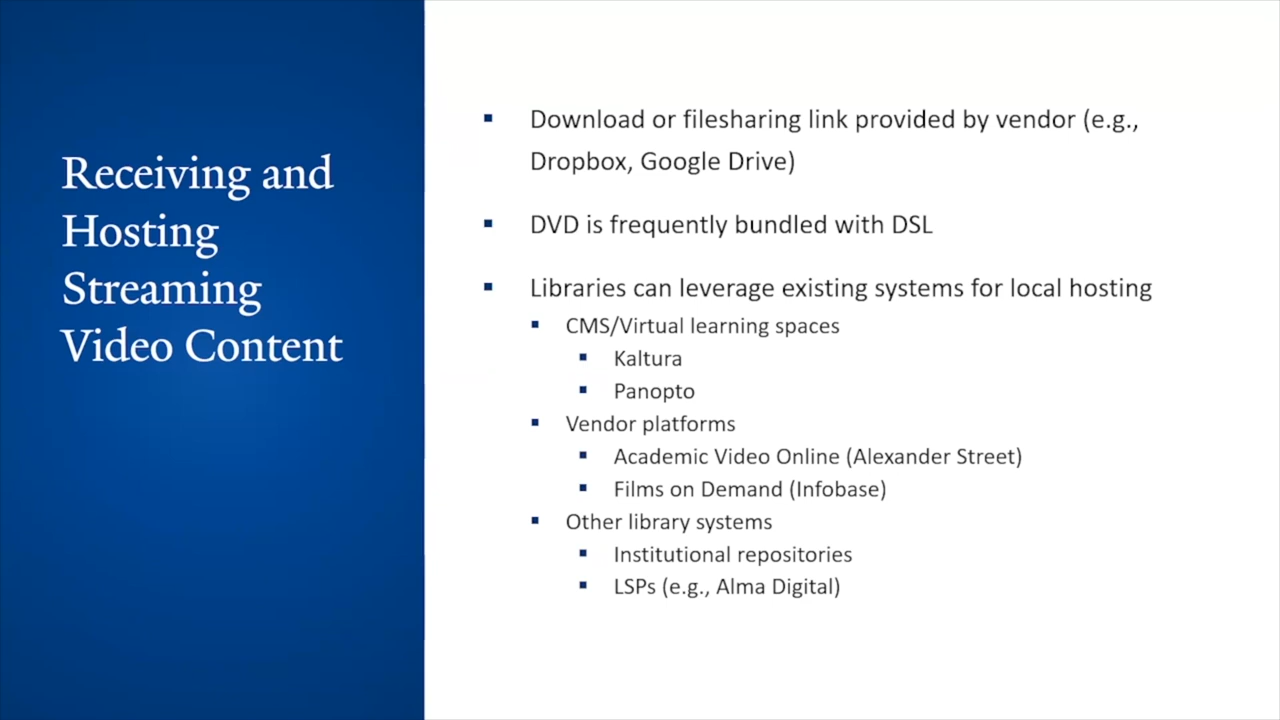 Receiving and
Hosting
Streaming
Video Content
Download or filesharing link provided by vendor (e.g.,
Dropbox, Google Drive)
DVD is frequently bundled with DSL
Libraries can leverage existing systems for local hosting
CMS/Virtual learning spaces
Kaltura
Panopto
Vendor platforms
Academic Video Online (Alexander Street)
Films on Demand (Infobase)
Other library systems
Institutional repositories
LSPs (e.g., Alma Digital)